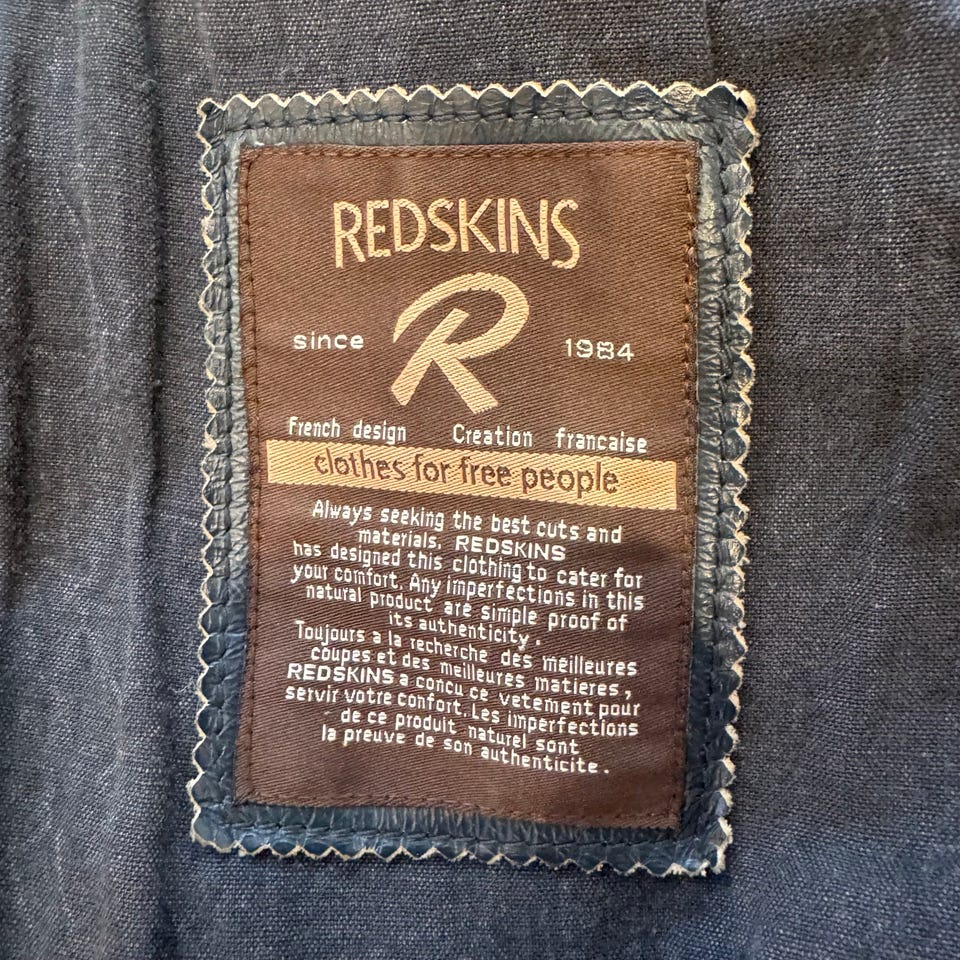 REDSKINS
R
since 1984
french design Creation francaise
clothes for free people
Always seeking the best cuts and
materials, REDSKINS
has designed this clothing to cater for
your comfort. Any imperfections in this
natural product are simple proof of
its authenticity.
Toujours a la recherche des meilleures
coupes et des meilleures matieres,
REDSKINS a concu ce vetement pour
servir votre confort. Les imperfections
de ce produit naturel sont
la preuve de son authenticite.